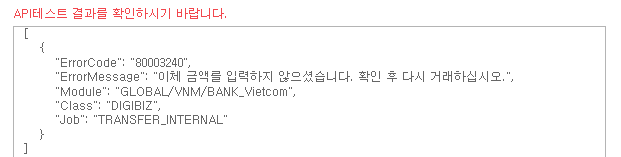 API테스트 결과를 확인하시기 바랍니다.
[
{
"ErrorCode": "80003240",
"ErrorMessage": "이체 금액를 입력하지 않으셨습니다. 확인 후 다시 거래하십시오.",
"Module": "GLOBAL/VNM/BANK_Vietcom",
"Class": "DIGIBIZ",
"Job": "TRANSFER_INTERNAL"
}
]